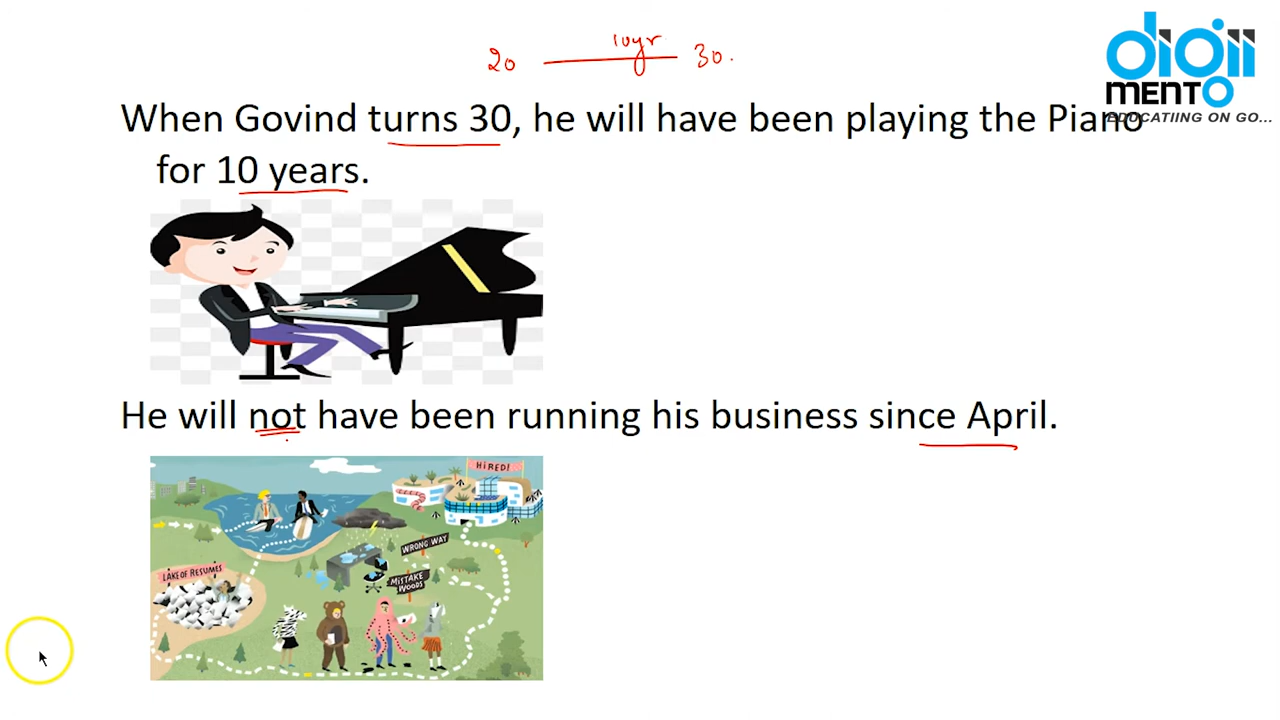 20 10yr 30.
digii
MENTO
EDUCATIING ON GO...
When Govind turns 30, he will have been playing the Piano
for 10 years.
He will not have been running his business since April.
HIRED!
WRONG WAY
LAKE OF RESUMES
MISTAKE
WOODS